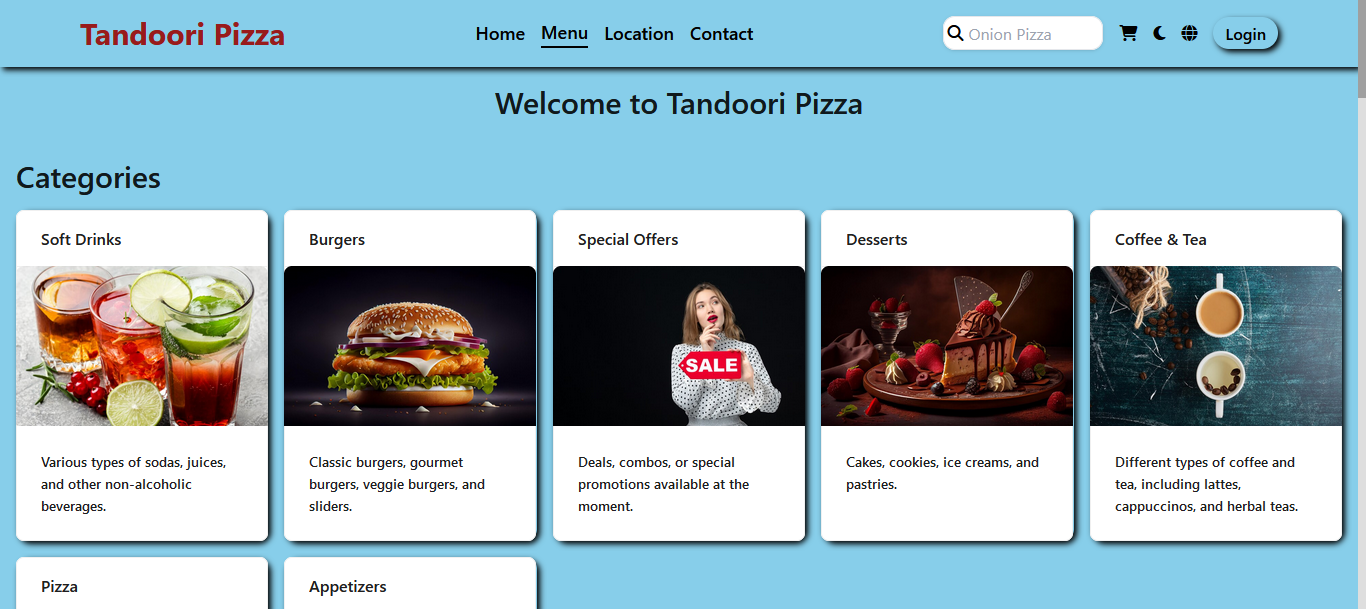 Tandoori Pizza
Home
Menu
Location
Contact
Onion Pizza
Login
Welcome to Tandoori Pizza
Categories
Soft Drinks
Various types of sodas, juices,
and other non-alcoholic
beverages.
Burgers
Classic burgers, gourmet
burgers, veggie burgers, and
sliders.
Special Offers
SALE
Deals, combos, or special
promotions available at the
moment.
Desserts
Cakes, cookies, ice creams, and
pastries.
Coffee & Tea
Different types of coffee and
tea, including lattes,
cappuccinos, and herbal teas.
Pizza
Appetizers